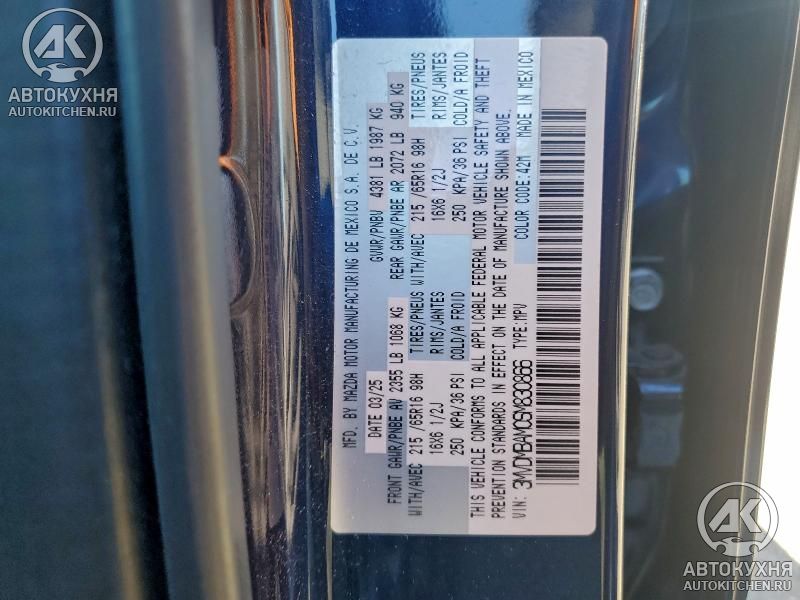 АК
АВТОКУХНЯ
AUTOKITCHEN.RU
MFD. BY MAZDA MOTOR MANUFACTURING DE MEXICO S.A. DE C.V.
DATE 03/25 GVWR/PNBV 4381 LB 1987 KG
FRONT GAWR/PNBE AV 2355 LB 1068 KG REAR GAWR/PNBE AR 2072 LB 940 KG
WITH/AVEC 215 /65R16 98H TIRES/PNEUS WITH/AVEC 215 /65R16 98H TIRES/PNEUS
16X6 1/2J RIMS/JANTES 16X6 1/2J RIMS/JANTES
250 KPA/36 PSI COLD/A FROID 250 KPA/36 PSI COLD/A FROID
THIS VEHICLE CONFORMS TO ALL APPLICABLE FEDERAL MOTOR VEHICLE SAFETY AND THEFT
PREVENTION STANDARDS IN EFFECT ON THE DATE OF MANUFACTURE SHOWN ABOVE.
VIN: TYPE:MPV COLOR CODE:42M MADE IN MEXICO
АК
АВТОКУХНЯ
AUTOKITCHEN.RU